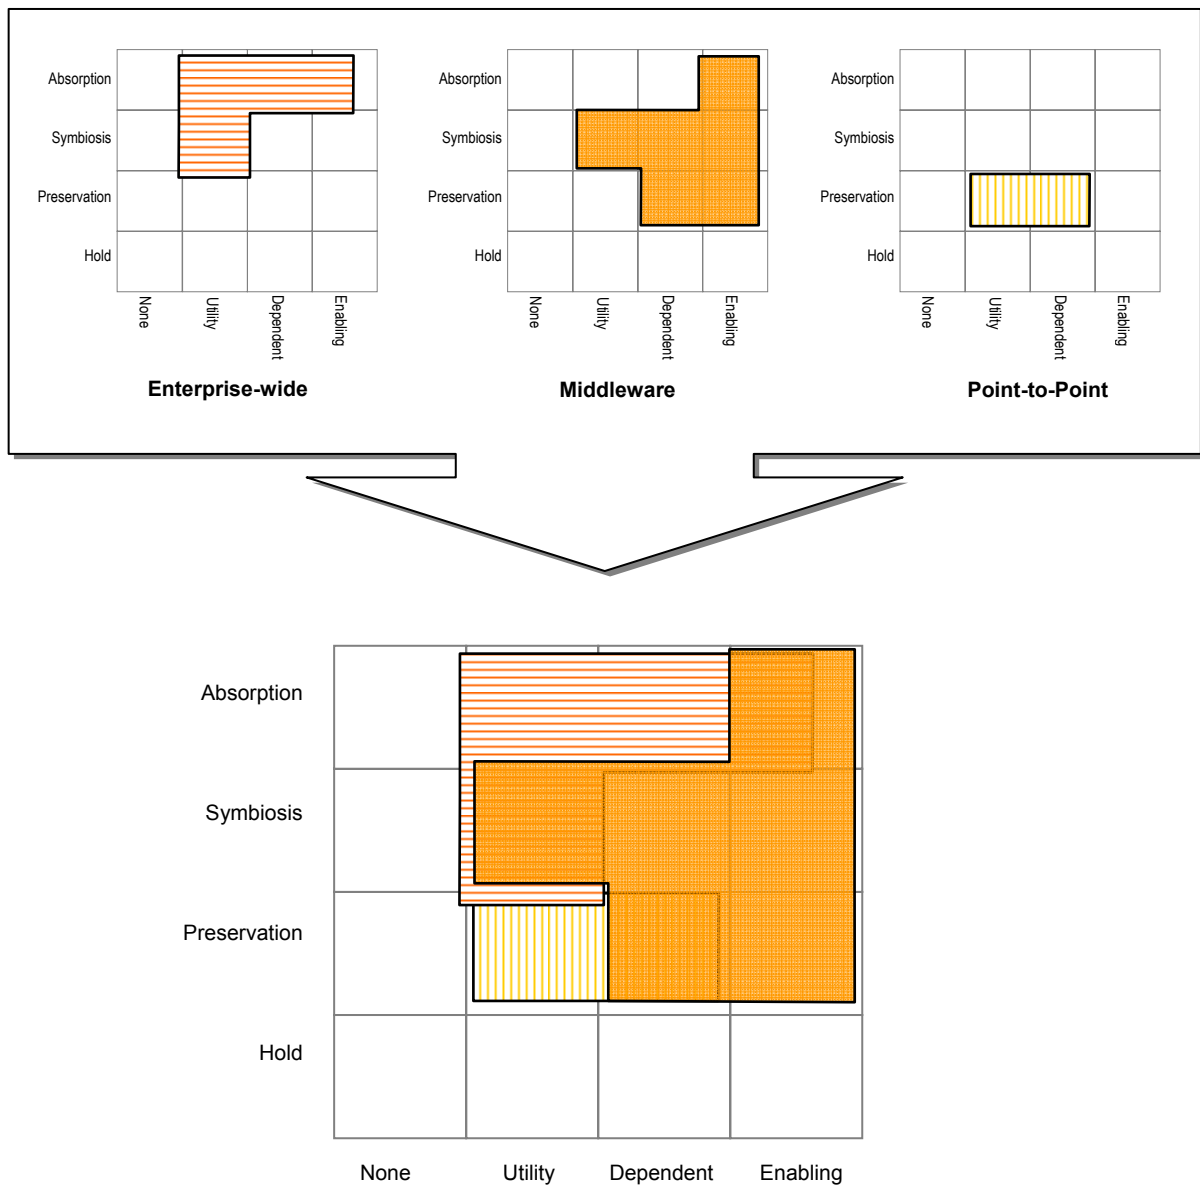 Absorption
Symbiosis
Preservation
Hold
None
Utility
Dependent
Enabling
Enterprise-wide
Absorption
Symbiosis
Preservation
Hold
None
Utility
Dependent
Enabling
Middleware
Absorption
Symbiosis
Preservation
Hold
None
Utility
Dependent
Enabling
Point-to-Point
Absorption
Symbiosis
Preservation
Hold
None Utility Dependent Enabling